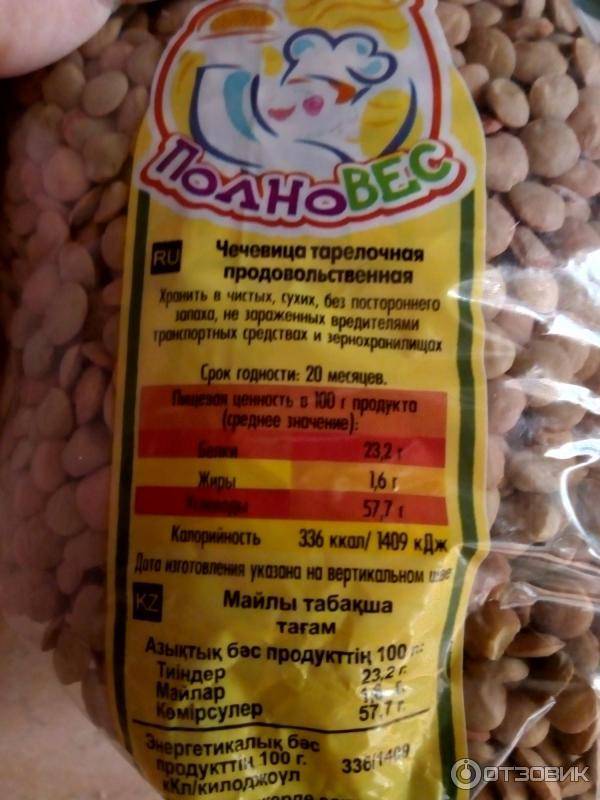 ПОЛНОВЕС
RU
Чечевица тарелочная
продовольственная
Хранить в чистых, сухих, без постороннего
запаха, не зараженных вредителями
транспортных средствах и зернохранилищах
Срок годности: 20 месяцев.
Пищевая ценность в 100 г продукта
(среднее значение):
Белки 23,2 г
Жиры 1,6 г
Углеводы 57,7 г
Калорийность 336 ккал/ 1409 кДж
Дата изготовления указана на вертикальном шве
KZ
Майлы табақша
тағам
Азықтық бәс продукттің 100 г.
Тиіндер 23,2 г.
Майлар
Көмірсулер 57,7 г.
Энергетикалық бәс
продукттің 100 г. 336/1409
кКл/килоджоүл
ОТЗОВИК